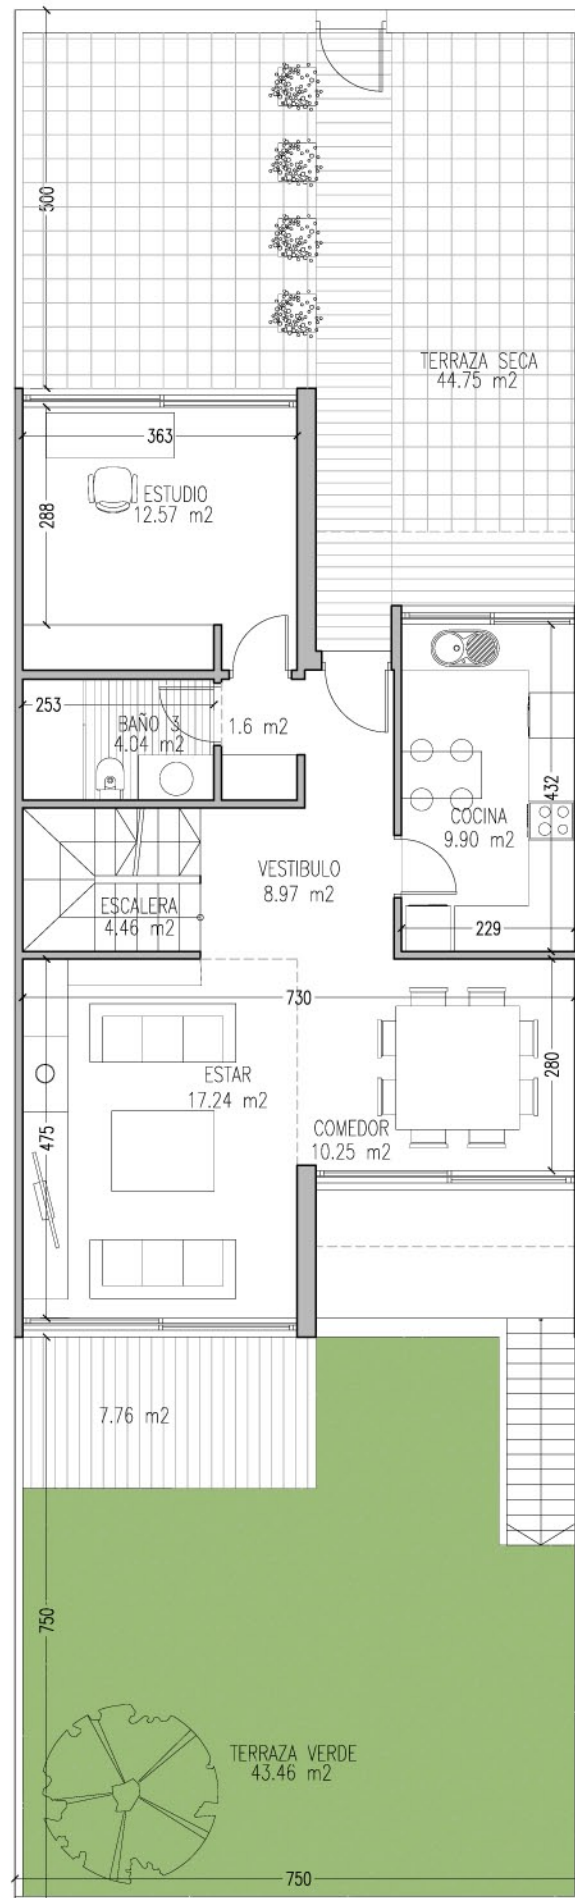 500
TERRAZA SECA
44.75 m2
363
ESTUDIO
12.57 m2
288
253
BAÑO 3
4.04 m2
1.6 m2
432
COCINA
9.90 m2
VESTIBULO
8.97 m2
ESCALERA
4.46 m2
229
730
280
ESTAR
17.24 m2
COMEDOR
10.25 m2
475
7.76 m2
750
TERRAZA VERDE
43.46 m2
750